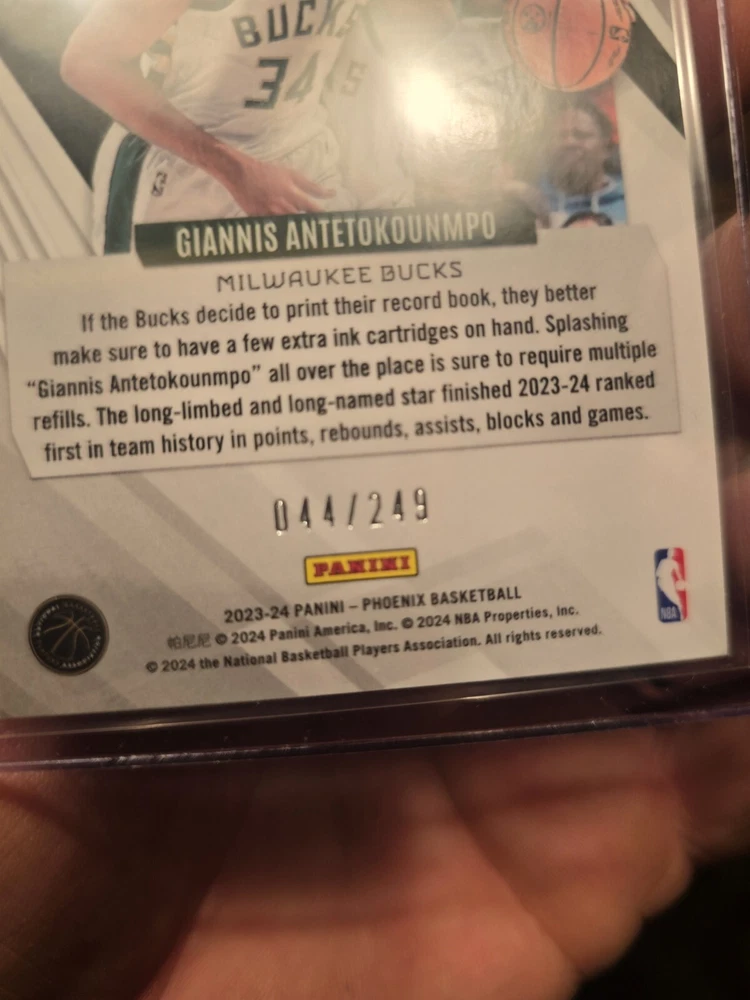 BUCKS
34
GIANNIS ANTETOKOUNMPO
MILWAUKEE BUCKS
If the Bucks decide to print their record book, they better
make sure to have a few extra ink cartridges on hand. Splashing
“Giannis Antetokounmpo” all over the place is sure to require multiple
refills. The long-limbed and long-named star finished 2023-24 ranked
first in team history in points, rebounds, assists, blocks and games.
044/249
PANINI
2023-24 PANINI – PHOENIX BASKETBALL
帕尼尼 © 2024 Panini America, Inc. © 2024 NBA Properties, Inc.
© 2024 the National Basketball Players Association. All rights reserved.
NBA